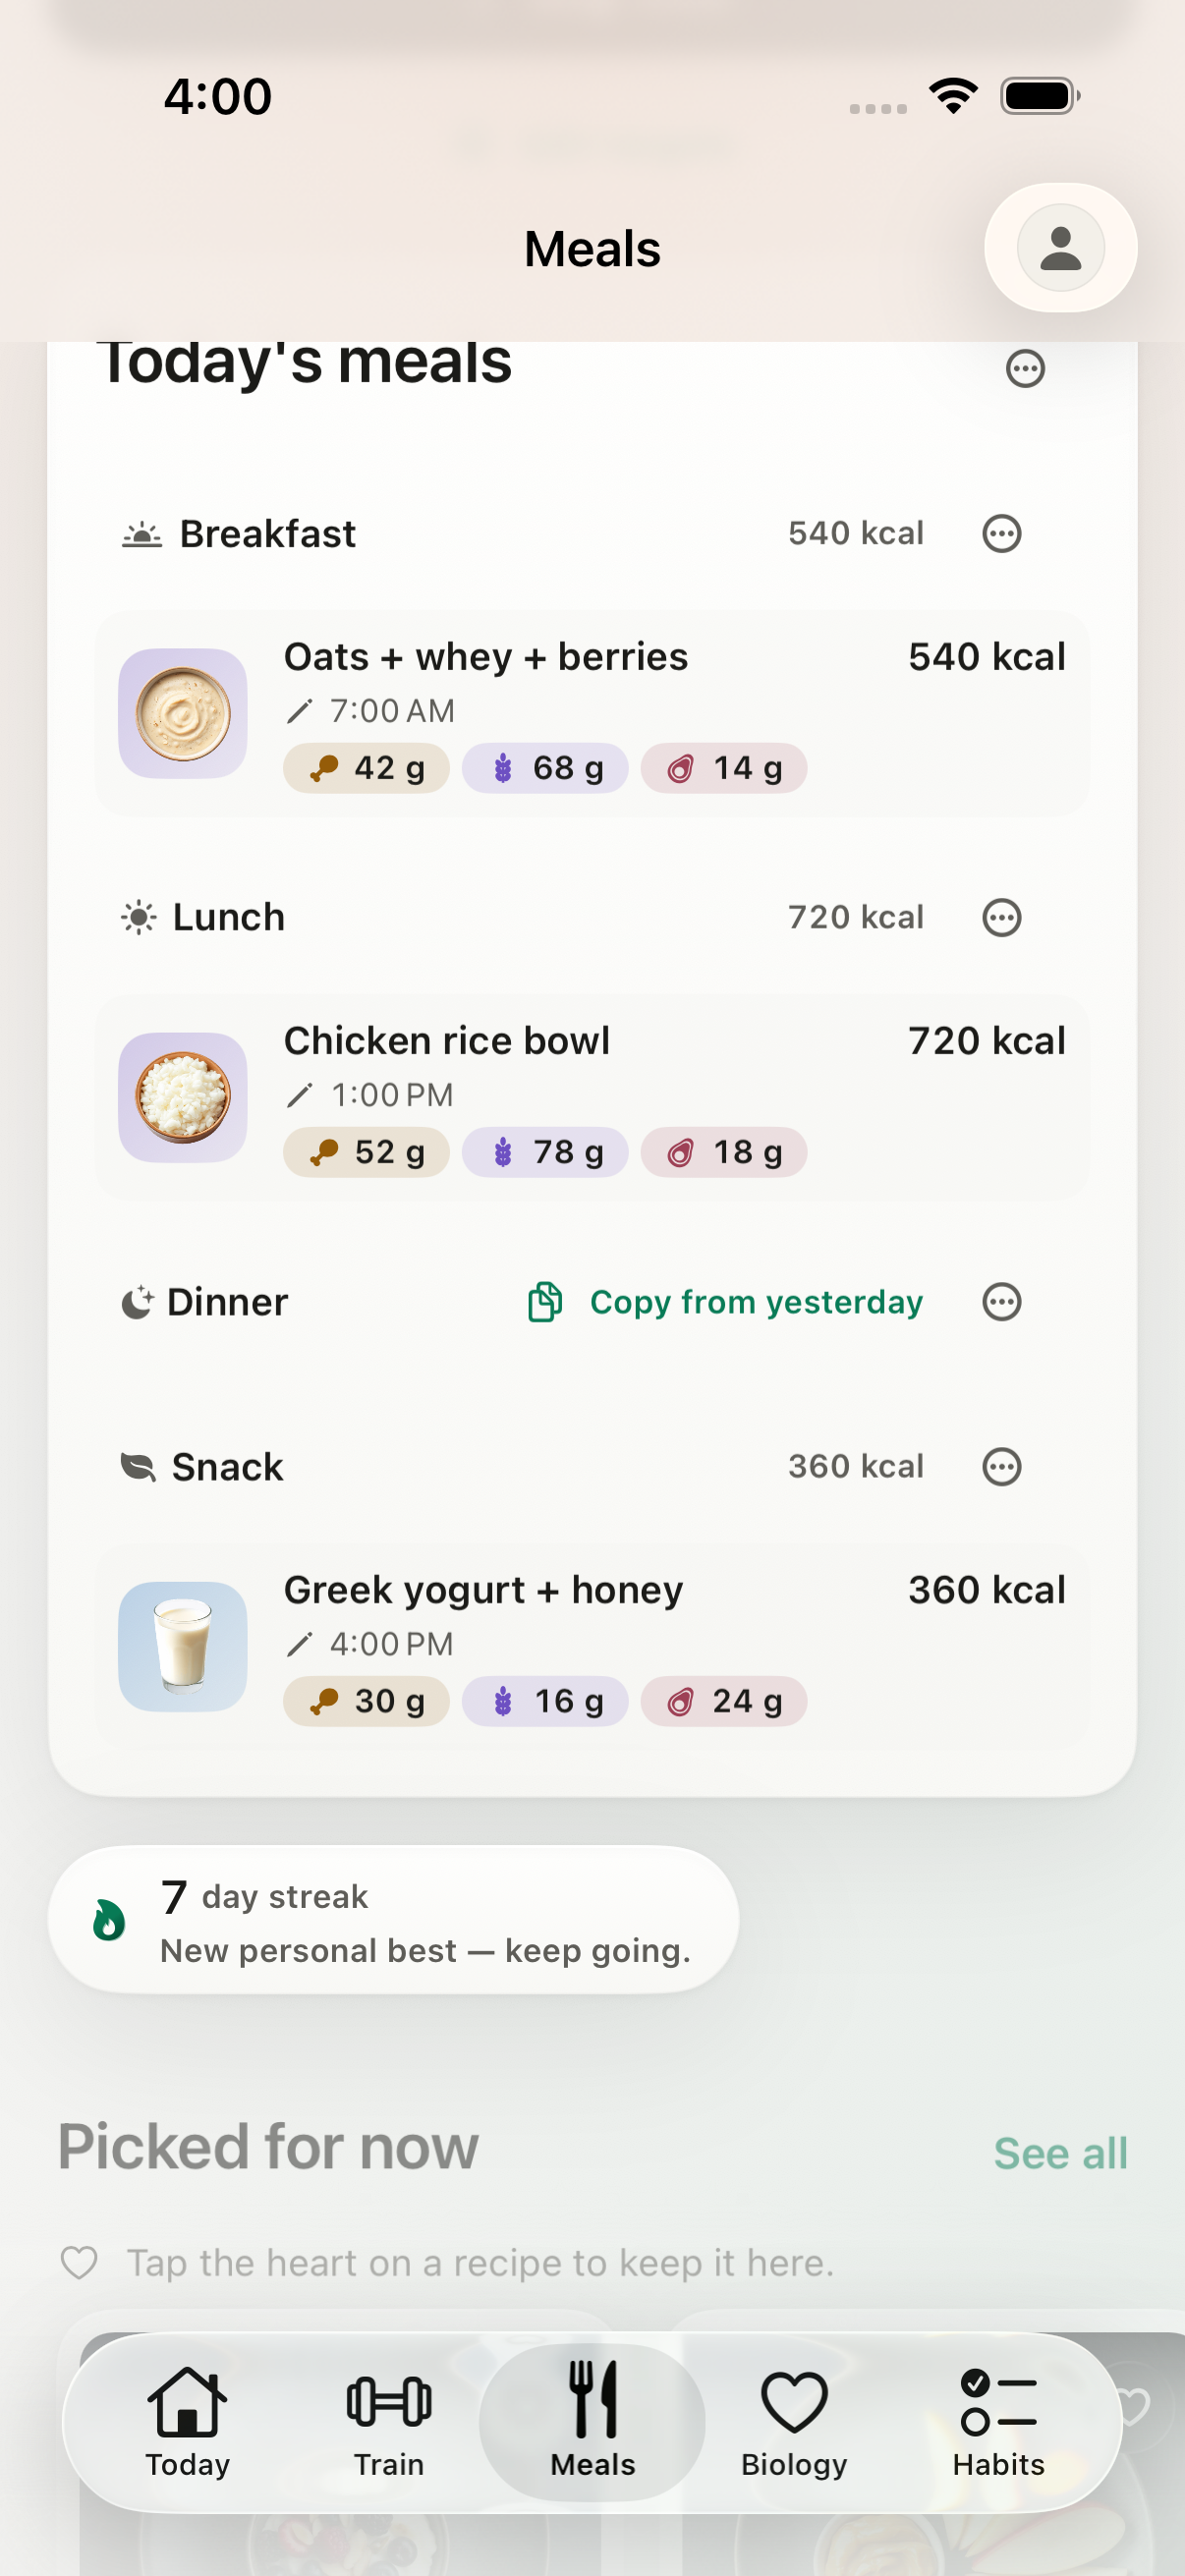 4:00
Meals
Today's meals
Breakfast 540 kcal
Oats + whey + berries 540 kcal
7:00 AM
42 g 68 g 14 g
Lunch 720 kcal
Chicken rice bowl 720 kcal
1:00 PM
52 g 78 g 18 g
Dinner Copy from yesterday
Snack 360 kcal
Greek yogurt + honey 360 kcal
4:00 PM
30 g 16 g 24 g
7 day streak
New personal best — keep going.
Picked for now See all
Tap the heart on a recipe to keep it here.
Today Train Meals Biology Habits